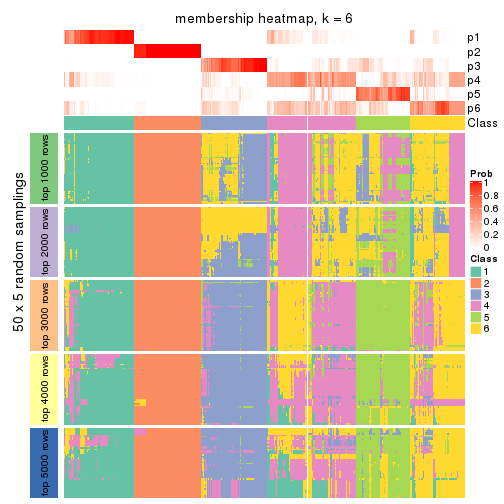 membership heatmap, k = 6
p1
p2
p3
p4
p5
p6
Class
50 x 5 random samplings
top 1000 rows
top 2000 rows
top 3000 rows
top 4000 rows
top 5000 rows
Prob
1
0.8
0.6
0.4
0.2
0
Class
1
2
3
4
5
6